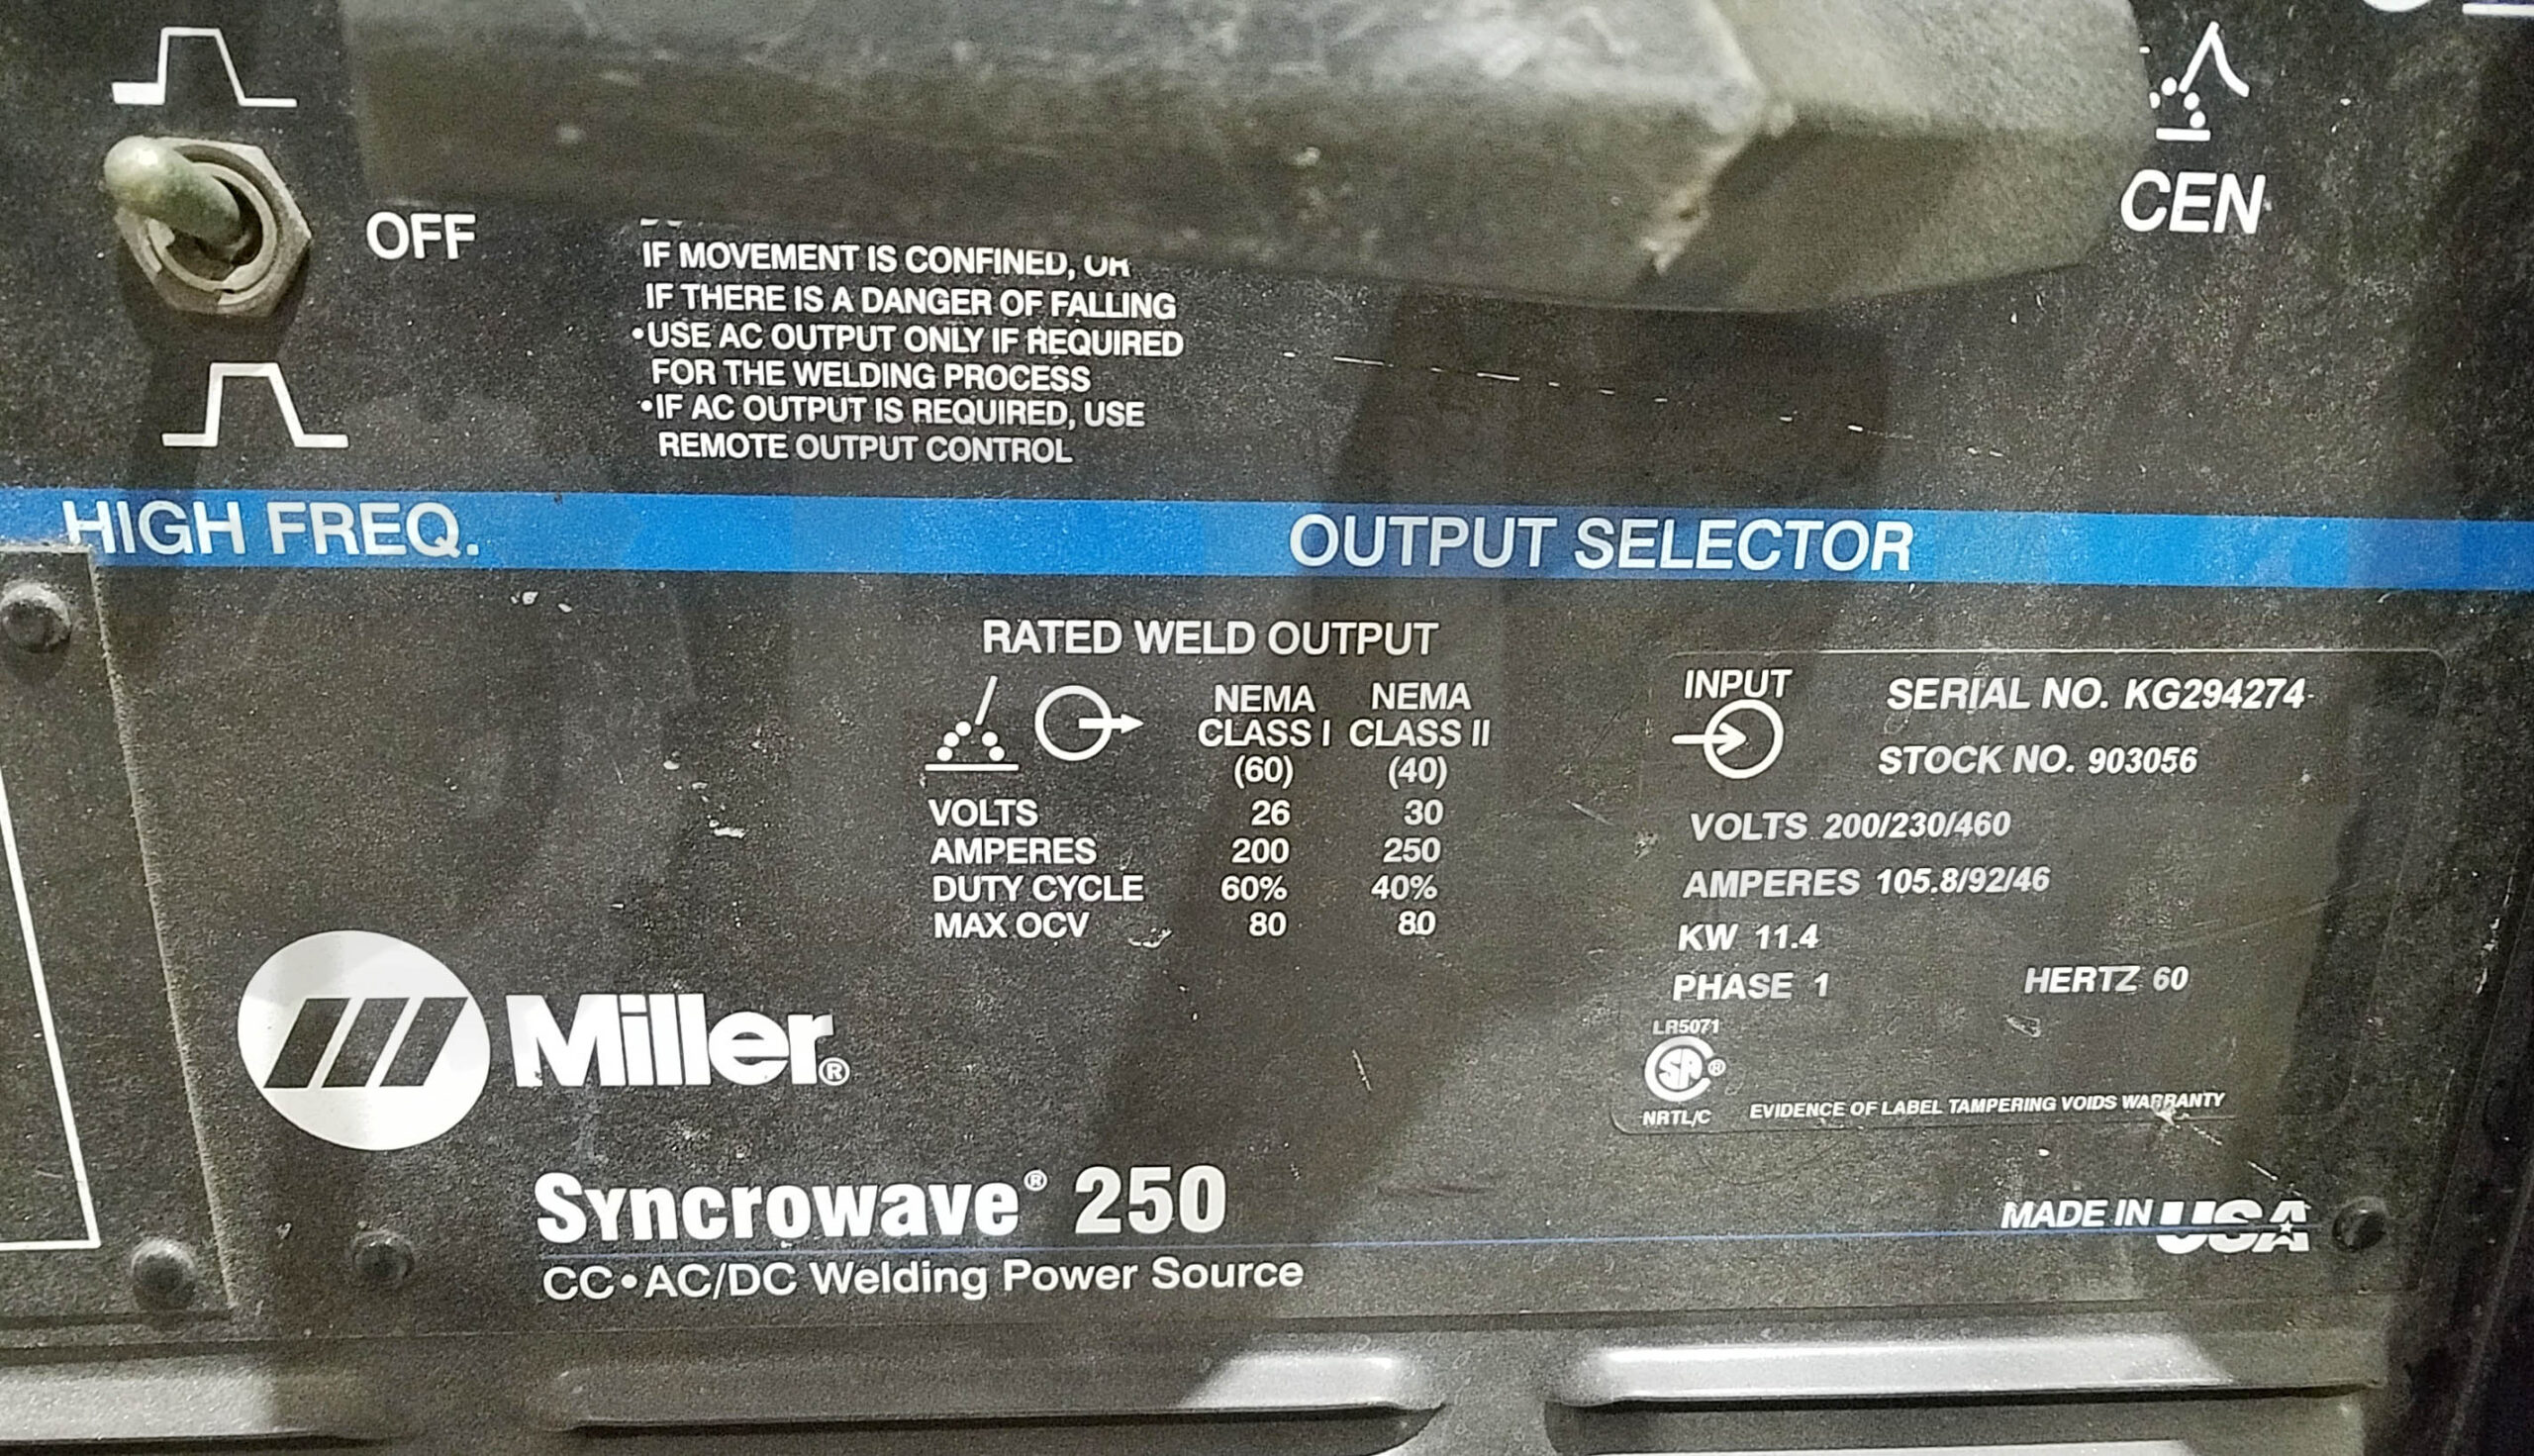 OFF
CEN
IF MOVEMENT IS CONFINED, OR
IF THERE IS A DANGER OF FALLING
•USE AC OUTPUT ONLY IF REQUIRED
FOR THE WELDING PROCESS
•IF AC OUTPUT IS REQUIRED, USE
REMOTE OUTPUT CONTROL
HIGH FREQ.
OUTPUT SELECTOR
RATED WELD OUTPUT
NEMA NEMA
CLASS I CLASS II
(60) (40)
VOLTS 26 30
AMPERES 200 250
DUTY CYCLE 60% 40%
MAX OCV 80 80
INPUT
SERIAL NO. KG294274
STOCK NO. 903056
VOLTS 200/230/460
AMPERES 105.8/92/46
KW 11.4
PHASE 1 HERTZ 60
LR5071
SA ®
NRTL/C
EVIDENCE OF LABEL TAMPERING VOIDS WARRANTY
Miller®
Syncrowave® 250
CC•AC/DC Welding Power Source
MADE IN USA